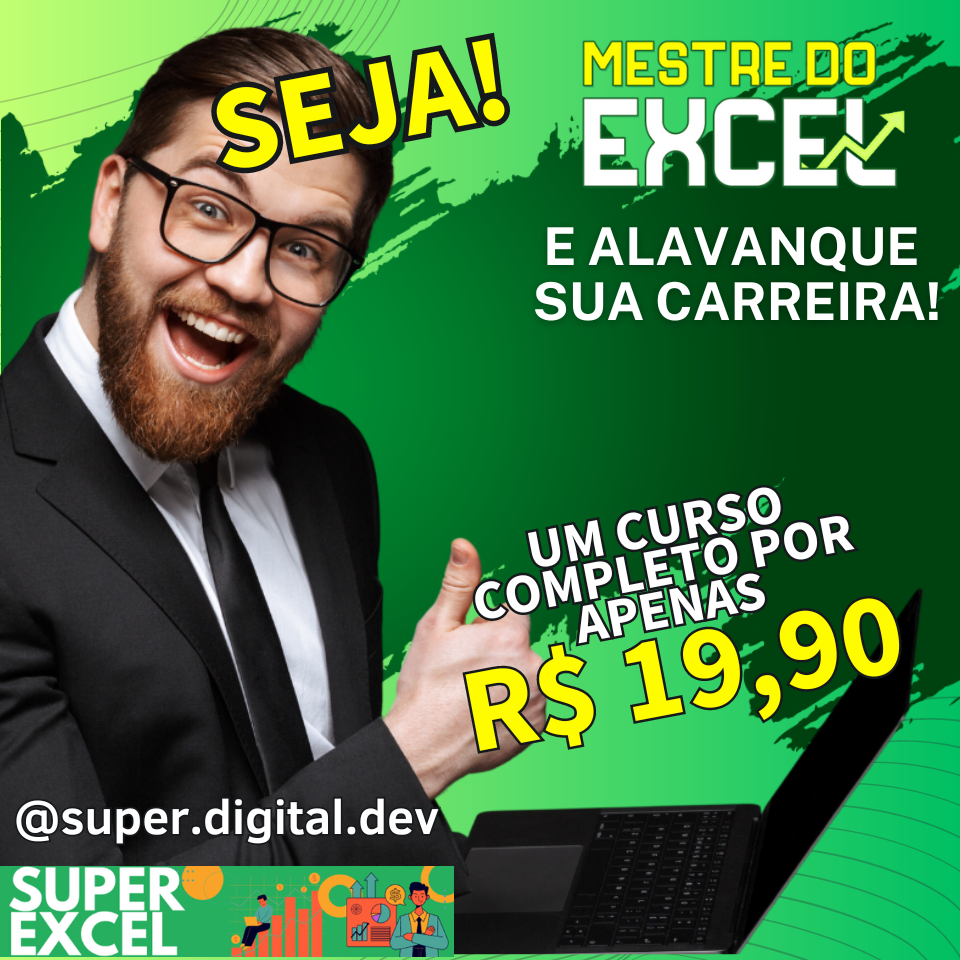 SEJA!
MESTRE DO
EXCEL
E ALAVANQUE
SUA CARREIRA!
UM CURSO
COMPLETO POR
APENAS
R$ 19,90
@super.digital.dev
SUPER
EXCEL